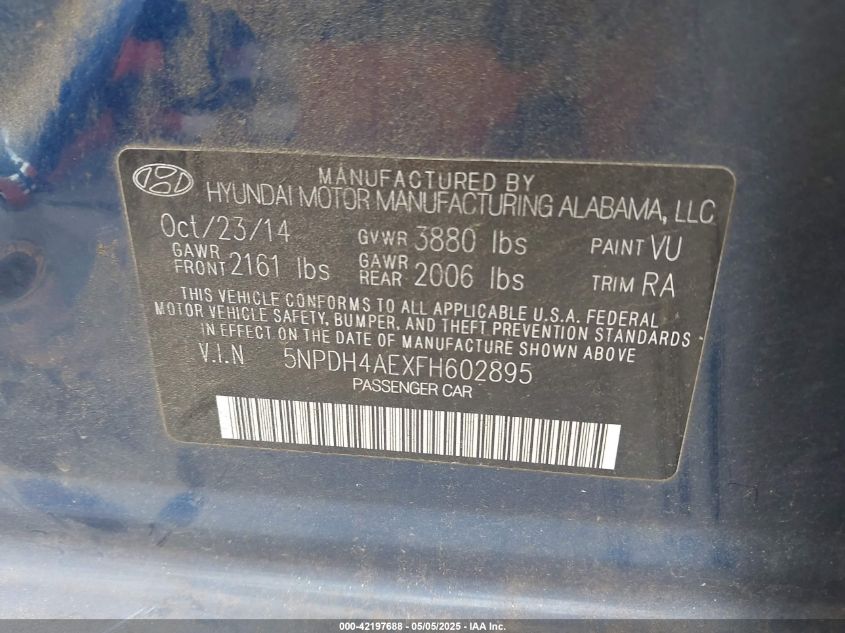 MANUFACTURED BY
HYUNDAI MOTOR MANUFACTURING ALABAMA, LLC
Oct/23/14 GVWR 3880 lbs PAINT VU
GAWR FRONT 2161 lbs GAWR REAR 2006 lbs TRIM RA
THIS VEHICLE CONFORMS TO ALL APPLICABLE U.S.A. FEDERAL
MOTOR VEHICLE SAFETY, BUMPER, AND THEFT PREVENTION STANDARDS
IN EFFECT ON THE DATE OF MANUFACTURE SHOWN ABOVE
V.I.N 5NPDH4AEXFH602895
PASSENGER CAR
000-42197688 - 05/05/2025 - IAA Inc.